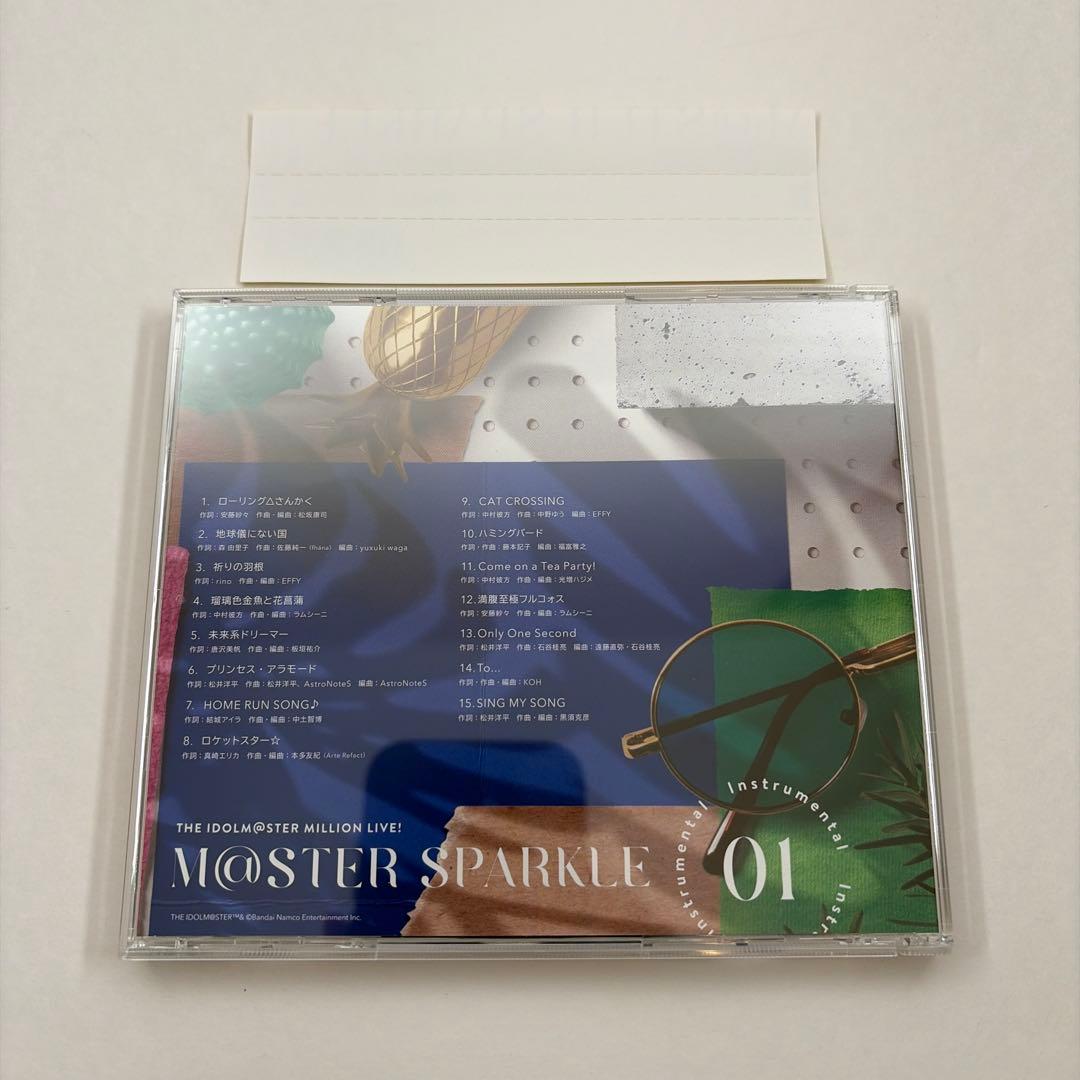 1. ローリング△さんかく
作詞：安藤紗々 作曲・編曲：松坂康司
2. 地球儀にない国
作詞：森 由里子 作曲：佐藤純一（fhána） 編曲：yuxuki waga
3. 祈りの羽根
作詞：rino 作曲・編曲：EFFY
4. 瑠璃色金魚と花菖蒲
作詞：中村彼方 作曲・編曲：ラムシーニ
5. 未来系ドリーマー
作詞：唐沢美帆 作曲・編曲：板垣祐介
6. プリンセス・アラモード
作詞：松井洋平 作曲：松井洋平、AstroNoteS 編曲：AstroNoteS
7. HOME RUN SONG♪
作詞：結城アイラ 作曲・編曲：中土智博
8. ロケットスター☆
作詞：真崎エリカ 作曲・編曲：本多友紀（Arte Refact）
9. CAT CROSSING
作詞：中村彼方 作曲：中野ゆう 編曲：EFFY
10. ハミングバード
作詞・作曲：藤本記子 編曲：福富雅之
11. Come on a Tea Party!
作詞：中村彼方 作曲・編曲：光増ハジメ
12. 満腹至極フルコォス
作詞：安藤紗々 作曲・編曲：ラムシーニ
13. Only One Second
作詞：松井洋平 作曲：石谷桂亮 編曲：遠藤直弥・石谷桂亮
14. To...
作詞・作曲・編曲：KOH
15. SING MY SONG
作詞：松井洋平 作曲・編曲：黒須克彦
THE IDOLM@STER MILLION LIVE!
M@STER SPARKLE 01
Instrumental Instrumental Instr
THE IDOLM@STER™& ©Bandai Namco Entertainment Inc.